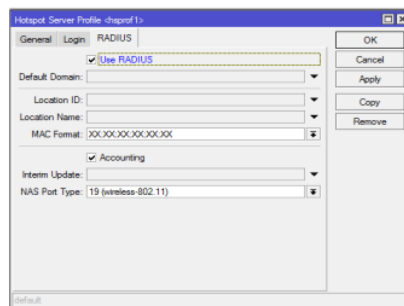 Hotspot Server Profile <hsprof1>
General Login RADIUS
OK
Use RADIUS
Cancel
Default Domain:
Apply
Location ID:
Copy
Location Name:
Remove
MAC Format: XX:XX:XX:XX:XX:XX
Accounting
Interim Update:
NAS Port Type: 19 (wireless-802.11)
default